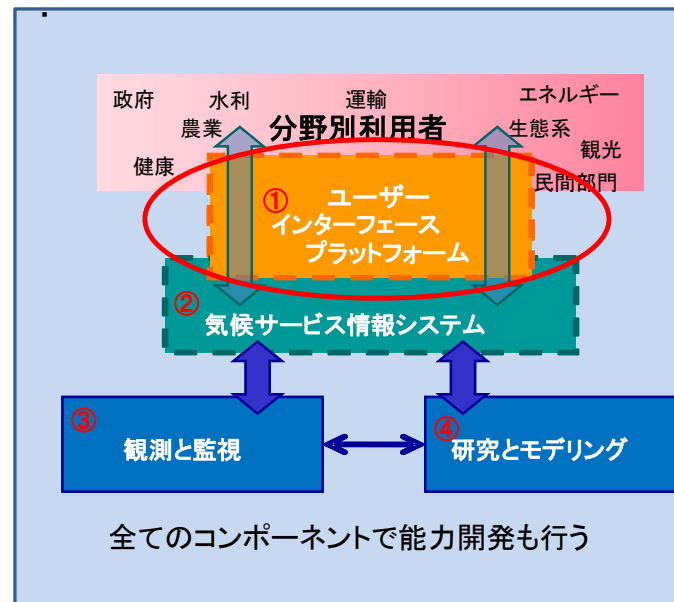 政府
水利
運輸
エネルギー
農業
分野別利用者
生態系
健康
観光
民間部門
①
ユーザー
インターフェース
プラットフォーム
②
気候サービス情報システム
③
観測と監視
④
研究とモデリング
全てのコンポーネントで能力開発も行う